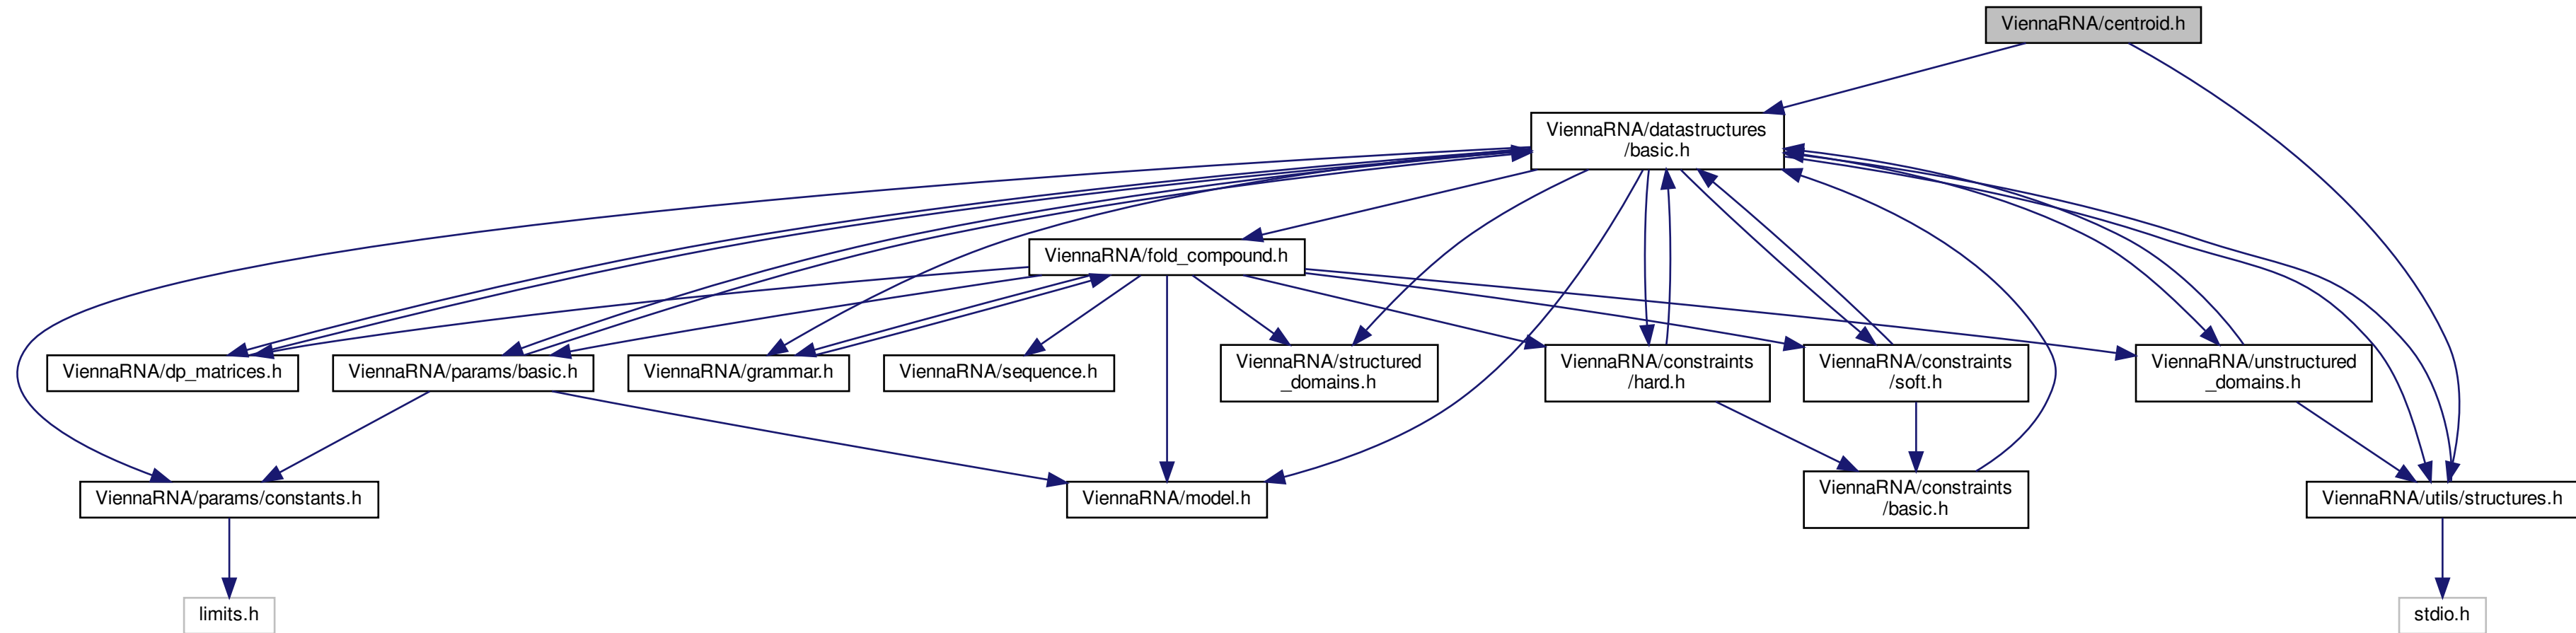 ViennaRNA/centroid.h
ViennaRNA/datastructures
/basic.h
ViennaRNA/fold_compound.h
ViennaRNA/dp_matrices.h
ViennaRNA/params/basic.h
ViennaRNA/grammar.h
ViennaRNA/sequence.h
ViennaRNA/structured
_domains.h
ViennaRNA/constraints
/hard.h
ViennaRNA/constraints
/soft.h
ViennaRNA/unstructured
_domains.h
ViennaRNA/params/constants.h
ViennaRNA/model.h
ViennaRNA/constraints
/basic.h
ViennaRNA/utils/structures.h
limits.h
stdio.h